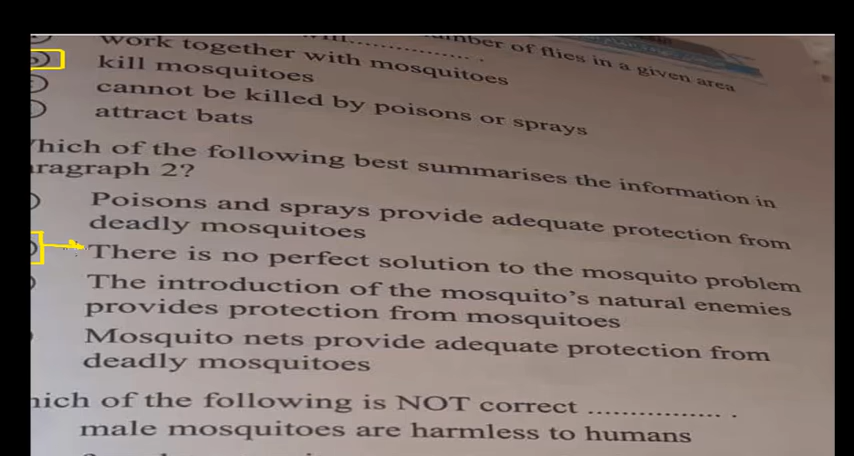 number of flies in a given area
work together with mosquitoes
kill mosquitoes
cannot be killed by poisons or sprays
attract bats
Which of the following best summarises the information in
paragraph 2?
Poisons and sprays provide adequate protection from
deadly mosquitoes
There is no perfect solution to the mosquito problem
The introduction of the mosquito's natural enemies
provides protection from mosquitoes
Mosquito nets provide adequate protection from
deadly mosquitoes
hich of the following is NOT correct .................... .
male mosquitoes are harmless to humans